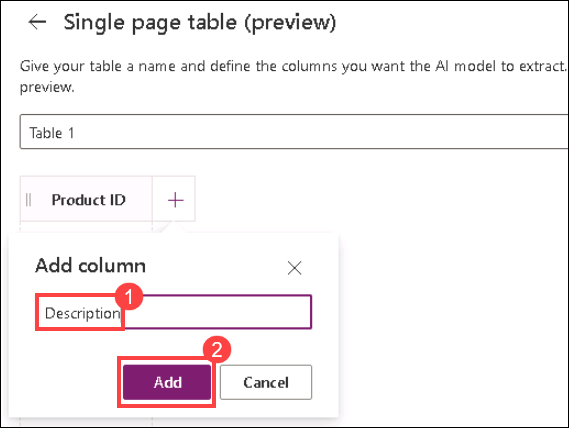 Single page table (preview)
Give your table a name and define the columns you want the AI model to extract.
preview.
Table 1
Product ID
Add column
1
Description
2
Add
Cancel